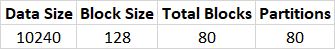 Data Size Block Size Total Blocks Partitions
10240 128 80 80